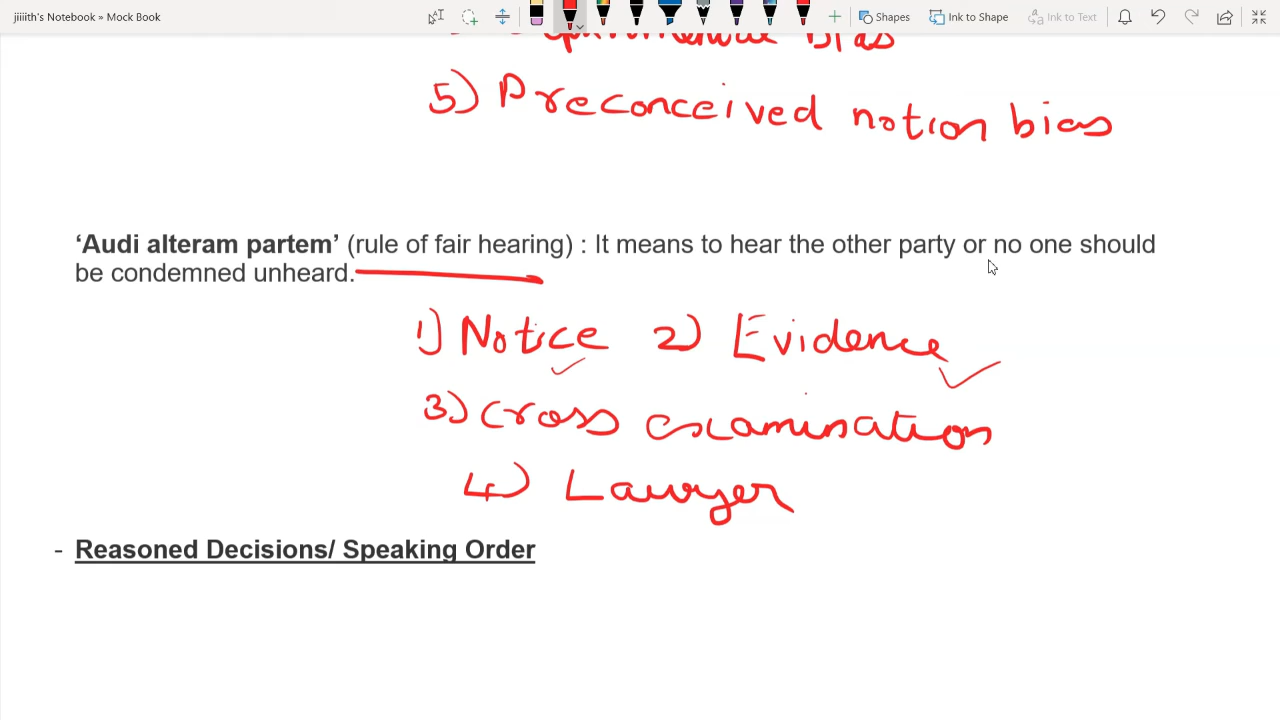 jiiiith's Notebook » Mock Book
Shapes
Ink to Shape
Ink to Text
bias
5) Preconceived notion bias
‘Audi alteram partem’ (rule of fair hearing) : It means to hear the other party or no one should
be condemned unheard.
1) Notice 2) Evidence
3) Cross examination
4) Lawyer
- Reasoned Decisions/ Speaking Order